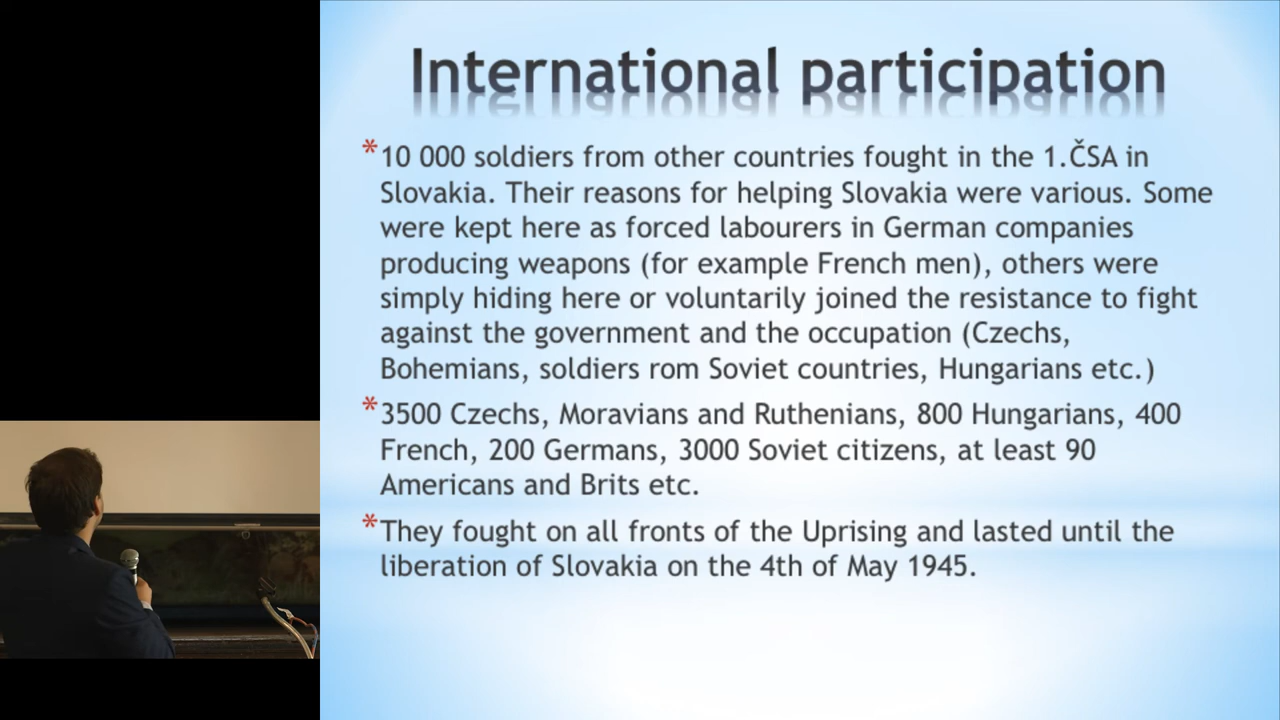 International participation
*10 000 soldiers from other countries fought in the 1.ČSA in
Slovakia. Their reasons for helping Slovakia were various. Some
were kept here as forced labourers in German companies
producing weapons (for example French men), others were
simply hiding here or voluntarily joined the resistance to fight
against the government and the occupation (Czechs,
Bohemians, soldiers rom Soviet countries, Hungarians etc.)
*3500 Czechs, Moravians and Ruthenians, 800 Hungarians, 400
French, 200 Germans, 3000 Soviet citizens, at least 90
Americans and Brits etc.
*They fought on all fronts of the Uprising and lasted until the
liberation of Slovakia on the 4th of May 1945.